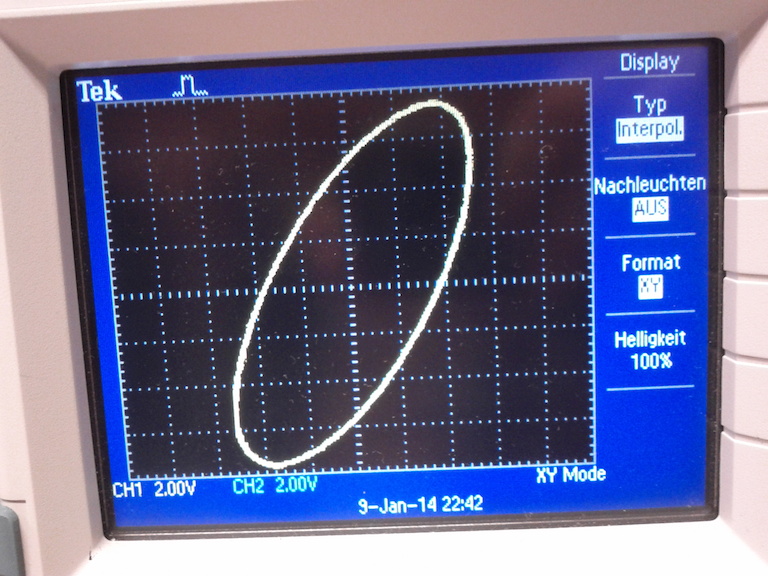 Tek
Display
Typ
Interpol.
Nachleuchten
AUS
Format
XY
Helligkeit
100%
CH1 2.00V CH2 2.00V XY Mode
9-Jan-14 22:42